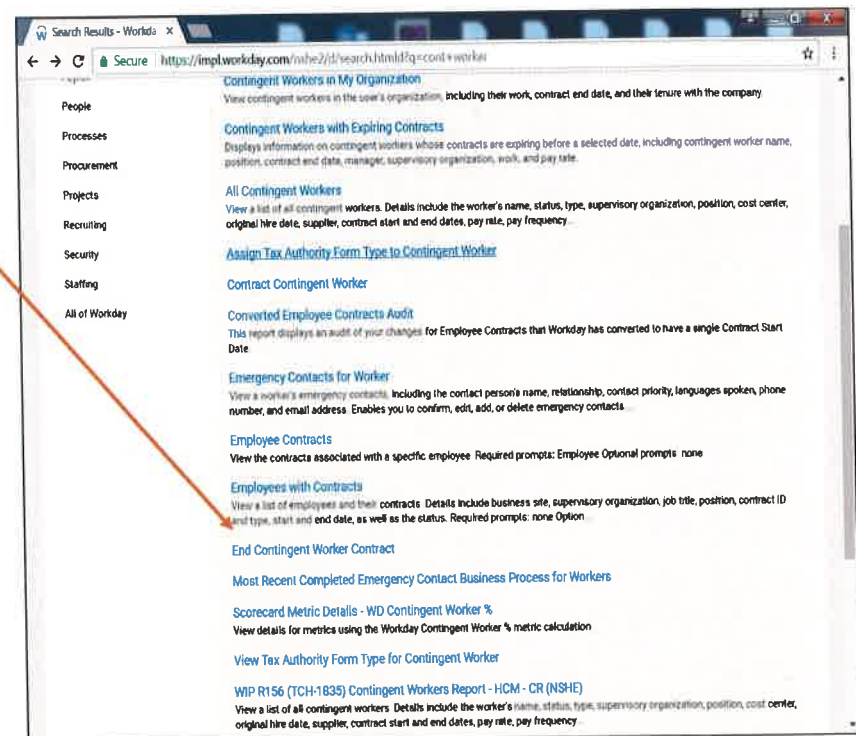 Search Results - Workda
Secure https://impl.workday.com/nshe2/d/search.htmld?q=cont+worker
People
Processes
Procurement
Projects
Recruiting
Security
Staffing
All of Workday
Contingent Workers in My Organization
View contingent workers in the user's organization, including their work, contract end date, and their tenure with the company.
Contingent Workers with Expiring Contracts
Displays information on contingent workers whose contracts are expiring before a selected date, including contingent worker name,
position, contract end data, manager, supervisory organization, work, and pay rate.
All Contingent Workers
View a list of all contingent workers. Details include the worker's name, status, type, supervisory organization, position, cost center,
original hire date, supplier, contract start and end dates, pay rate, pay frequency...
Assign Tax Authority Form Type to Contingent Worker
Contract Contingent Worker
Converted Employee Contracts Audit
This report displays an audit of your changes for Employee Contracts that Workday has converted to have a single Contract Start
Date.
Emergency Contacts for Worker
View a worker's emergency contacts, including the contact person's name, relationship, contact priority, languages spoken, phone
number, and email address. Enables you to confirm, edit, add, or delete emergency contacts...
Employee Contracts
View the contracts associated with a specific employee. Required prompts: Employee Optional prompts: none
Employees with Contracts
View a list of employees and their contracts. Details include business site, supervisory organization, job title, position, contract ID
and type, start and end date, as well as the status. Required prompts: none Option...
End Contingent Worker Contract
Most Recent Completed Emergency Contact Business Process for Workers
Scorecard Metric Details - WD Contingent Worker %
View details for metrics using the Workday Contingent Worker % metric calculation
View Tax Authority Form Type for Contingent Worker
WIP R156 (TCH-1835) Contingent Workers Report - HCM - CR (NSHE)
View a list of all contingent workers. Details include the worker's name, status, type, supervisory organization, position, cost center,
original hire date, supplier, contract start and end dates, pay rate, pay frequency...